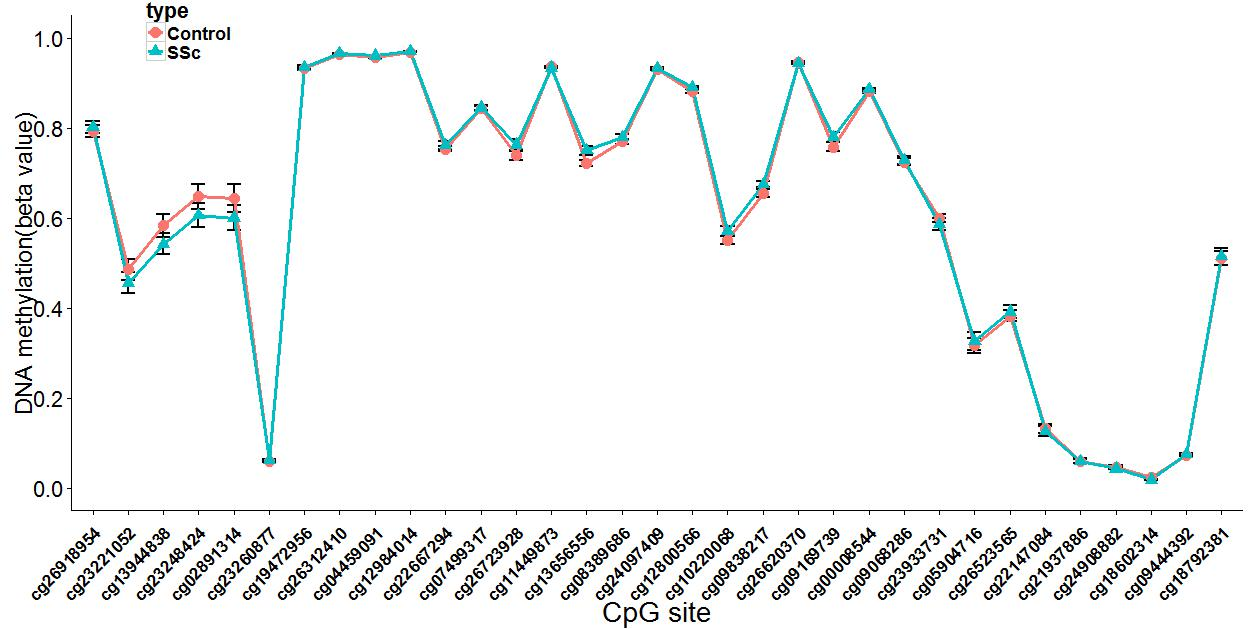 type
Control
SSc
DNA methylation(beta value)
1.0
0.8
0.6
0.4
0.2
0.0
cg26918954
cg23221052
cg13944838
cg23248424
cg02891314
cg23260877
cg19472956
cg26312410
cg04459091
cg12984014
cg22667294
cg07499317
cg26723928
cg11449873
cg13656556
cg08389686
cg24097409
cg12800566
cg10220068
cg09838217
cg26620370
cg09169739
cg00008544
cg09068286
cg23933731
cg05904716
cg26523565
cg22147084
cg21937886
cg24908882
cg18602314
cg09444392
cg18792381
CpG site